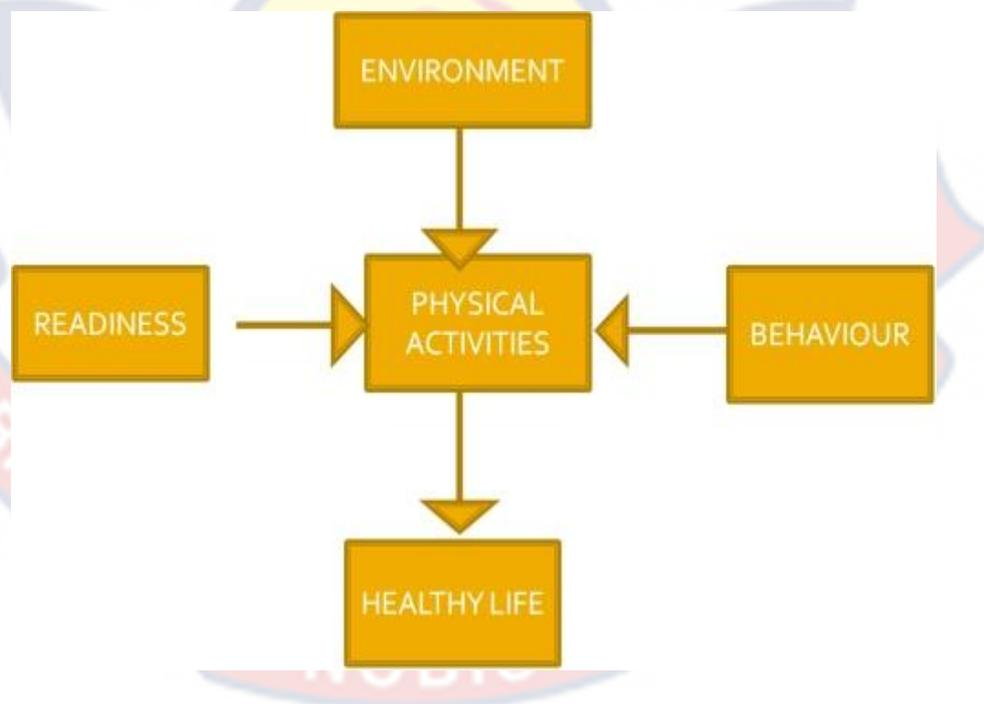 ENVIRONMENT
READINESS
PHYSICAL
ACTIVITIES
BEHAVIOUR
HEALTHY LIFE